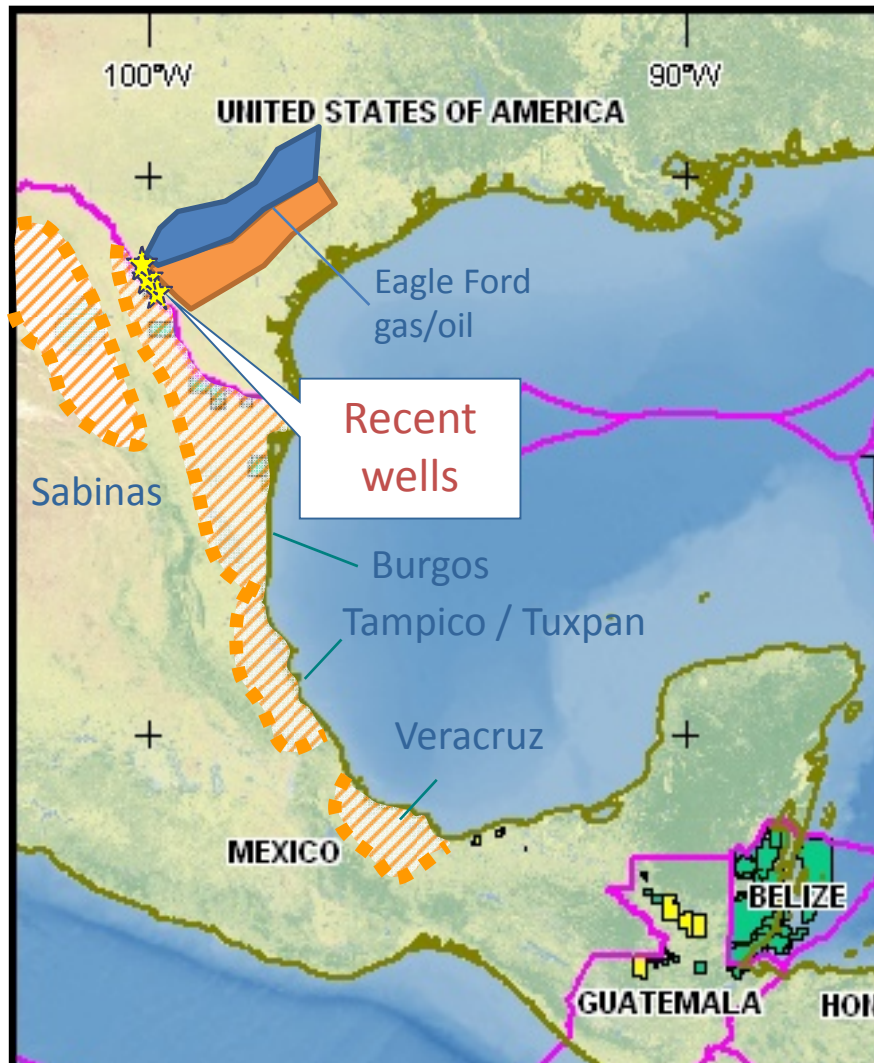 100°W
90°W
UNITED STATES OF AMERICA
Eagle Ford
gas/oil
Recent
wells
Sabinas
Burgos
Tampico / Tuxpan
Veracruz
MEXICO
BELIZE
GUATEMALA
HON